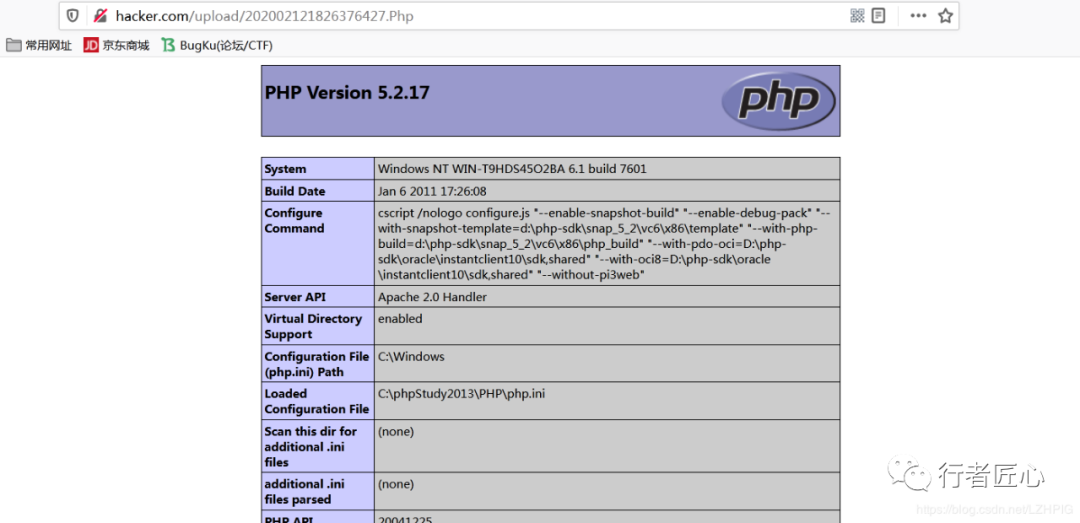 hacker.com/upload/202002121826376427.Php
常用网址 京东商城 BugKu(论坛/CTF)
JD
PHP Version 5.2.17
php
System Windows NT WIN-T9HDS45O2BA 6.1 build 7601
Build Date Jan 6 2011 17:26:08
Configure Command cscript /nologo configure.js "--enable-snapshot-build" "--enable-debug-pack" "--
with-snapshot-template=d:\php-sdk\snap_5_2\vc6\x86\template" "--with-php-
build=d:\php-sdk\snap_5_2\vc6\x86\php_build" "--with-pdo-oci=D:\php-
sdk\oracle\instantclient10\sdk,shared" "--with-oci8=D:\php-sdk\oracle
\instantclient10\sdk,shared" "--without-pi3web"
Server API Apache 2.0 Handler
Virtual Directory Support enabled
Configuration File (php.ini) Path C:\Windows
Loaded Configuration File C:\phpStudy2013\PHP\php.ini
Scan this dir for additional .ini files (none)
additional .ini files parsed (none)
PHP API 20041225
行者匠心